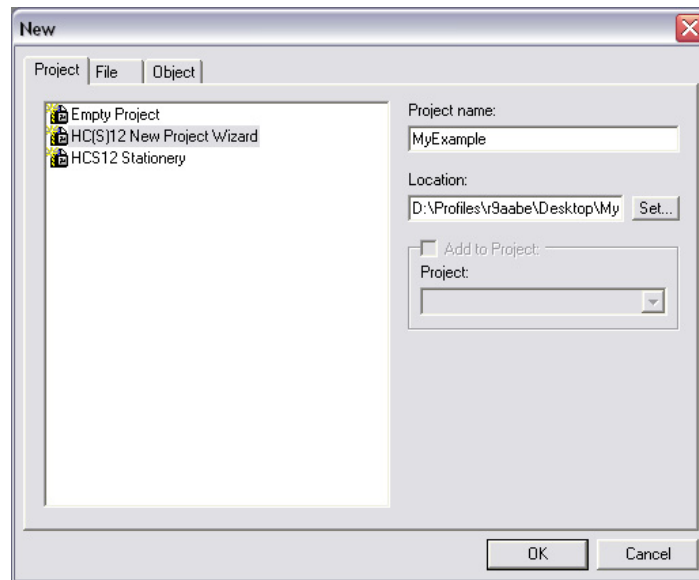 New
Project File Object
Empty Project
HC(S)12 New Project Wizard
HCS12 Stationery
Project name:
MyExample
Location:
D:\Profiles\r9aabe\Desktop\My Set...
Add to Project:
Project:
OK Cancel